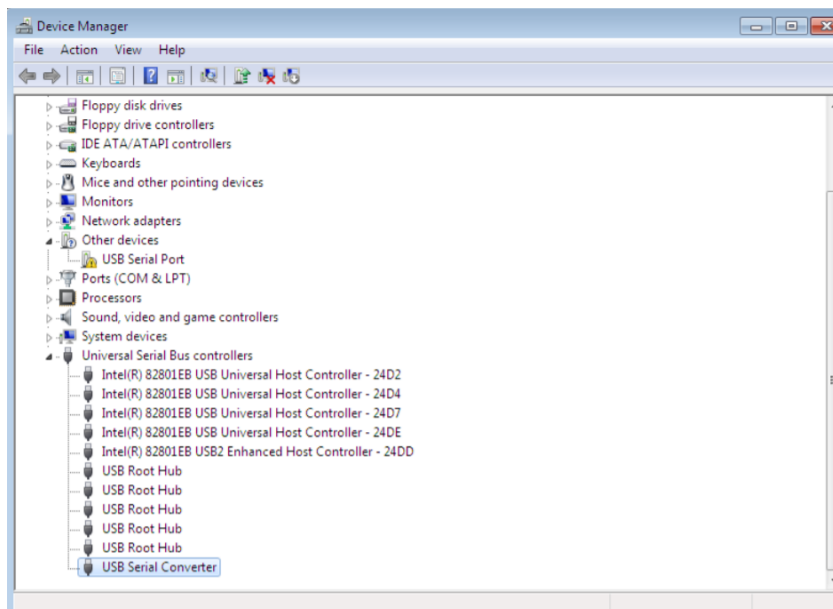 Device Manager
File Action View Help
Floppy disk drives
Floppy drive controllers
IDE ATA/ATAPI controllers
Keyboards
Mice and other pointing devices
Monitors
Network adapters
Other devices
USB Serial Port
Ports (COM & LPT)
Processors
Sound, video and game controllers
System devices
Universal Serial Bus controllers
Intel(R) 82801EB USB Universal Host Controller - 24D2
Intel(R) 82801EB USB Universal Host Controller - 24D4
Intel(R) 82801EB USB Universal Host Controller - 24D7
Intel(R) 82801EB USB Universal Host Controller - 24DE
Intel(R) 82801EB USB2 Enhanced Host Controller - 24DD
USB Root Hub
USB Root Hub
USB Root Hub
USB Root Hub
USB Root Hub
USB Serial Converter